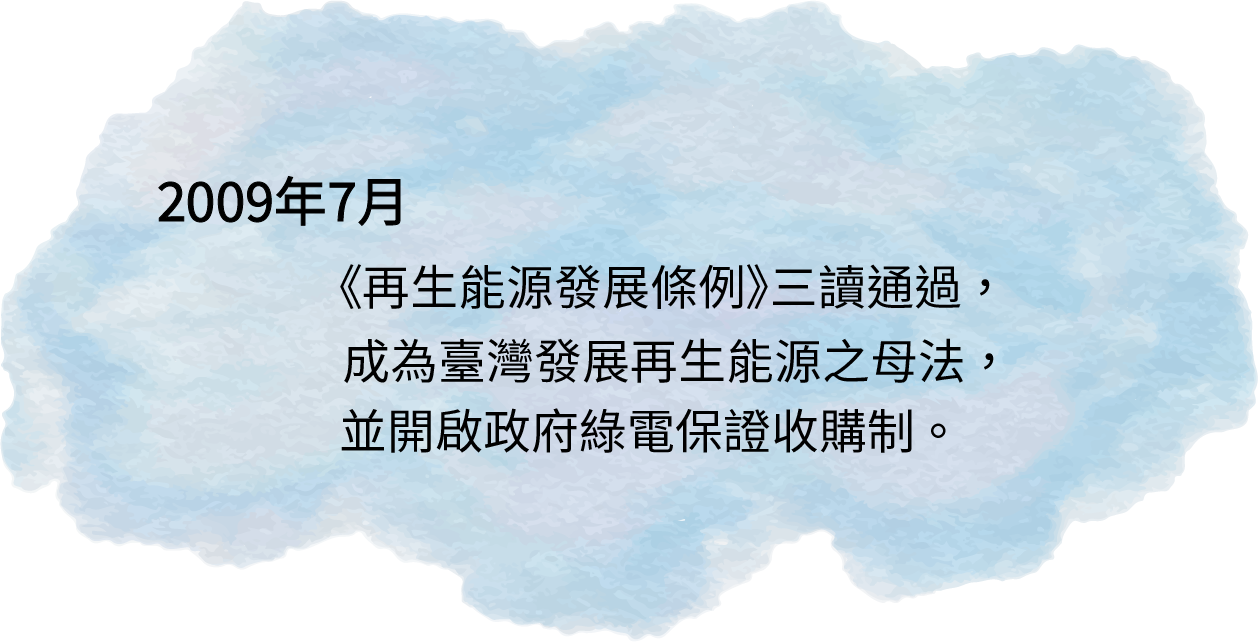 2009年7月
《再生能源發展條例》三讀通過，
成為臺灣發展再生能源之母法，
並開啟政府綠電保證收購制。